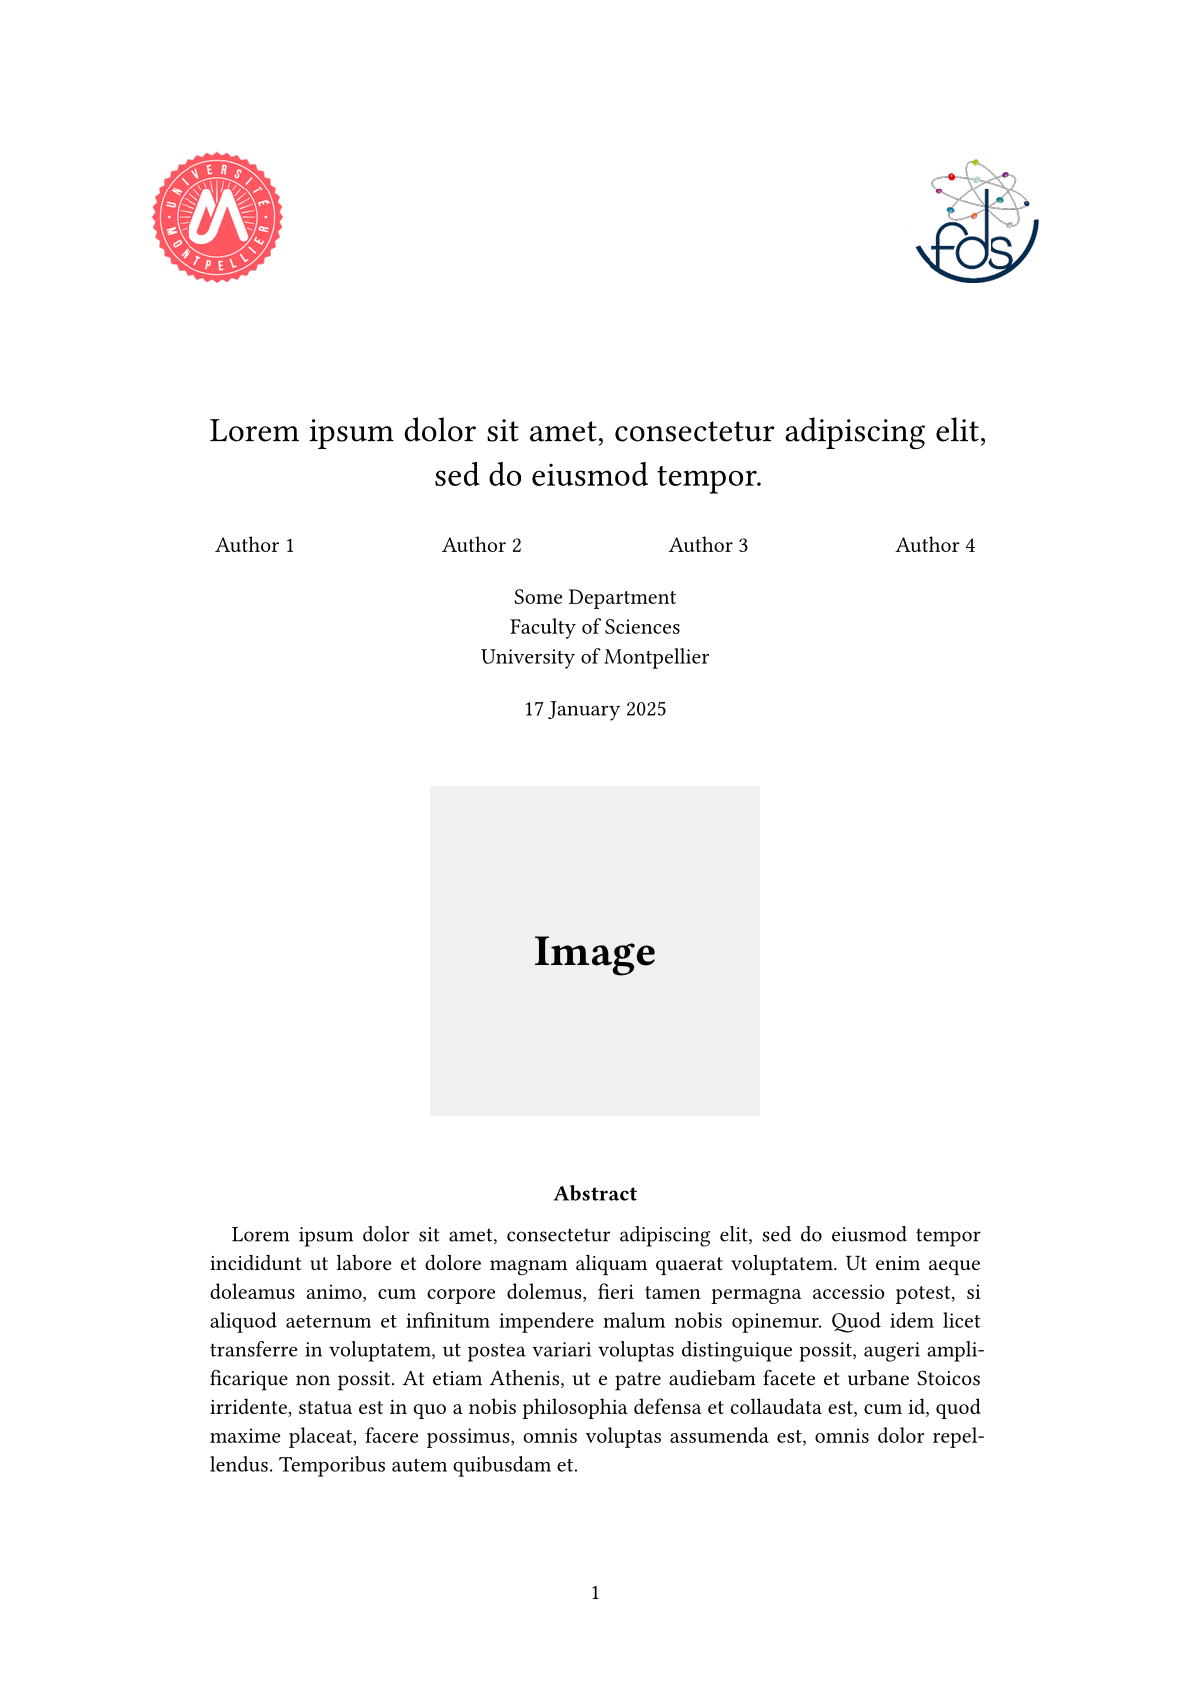 UNIVERSITÉ
MONTPELLIER
fds
Lorem ipsum dolor sit amet, consectetur adipiscing elit,
sed do eiusmod tempor.
Author 1 Author 2 Author 3 Author 4
Some Department
Faculty of Sciences
University of Montpellier
17 January 2025
Image
Abstract
Lorem ipsum dolor sit amet, consectetur adipiscing elit, sed do eiusmod tempor
incididunt ut labore et dolore magnam aliquam quaerat voluptatem. Ut enim aeque
doleamus animo, cum corpore dolemus, fieri tamen permagna accessio potest, si
aliquod aeternum et infinitum impendere malum nobis opinemur. Quod idem licet
transferre in voluptatem, ut postea variari voluptas distinguique possit, augeri ampli-
ficarique non possit. At etiam Athenis, ut e patre audiebam facete et urbane Stoicos
irridente, statua est in quo a nobis philosophia defensa et collaudata est, cum id, quod
maxime placeat, facere possimus, omnis voluptas assumenda est, omnis dolor repel-
lendus. Temporibus autem quibusdam et.
1